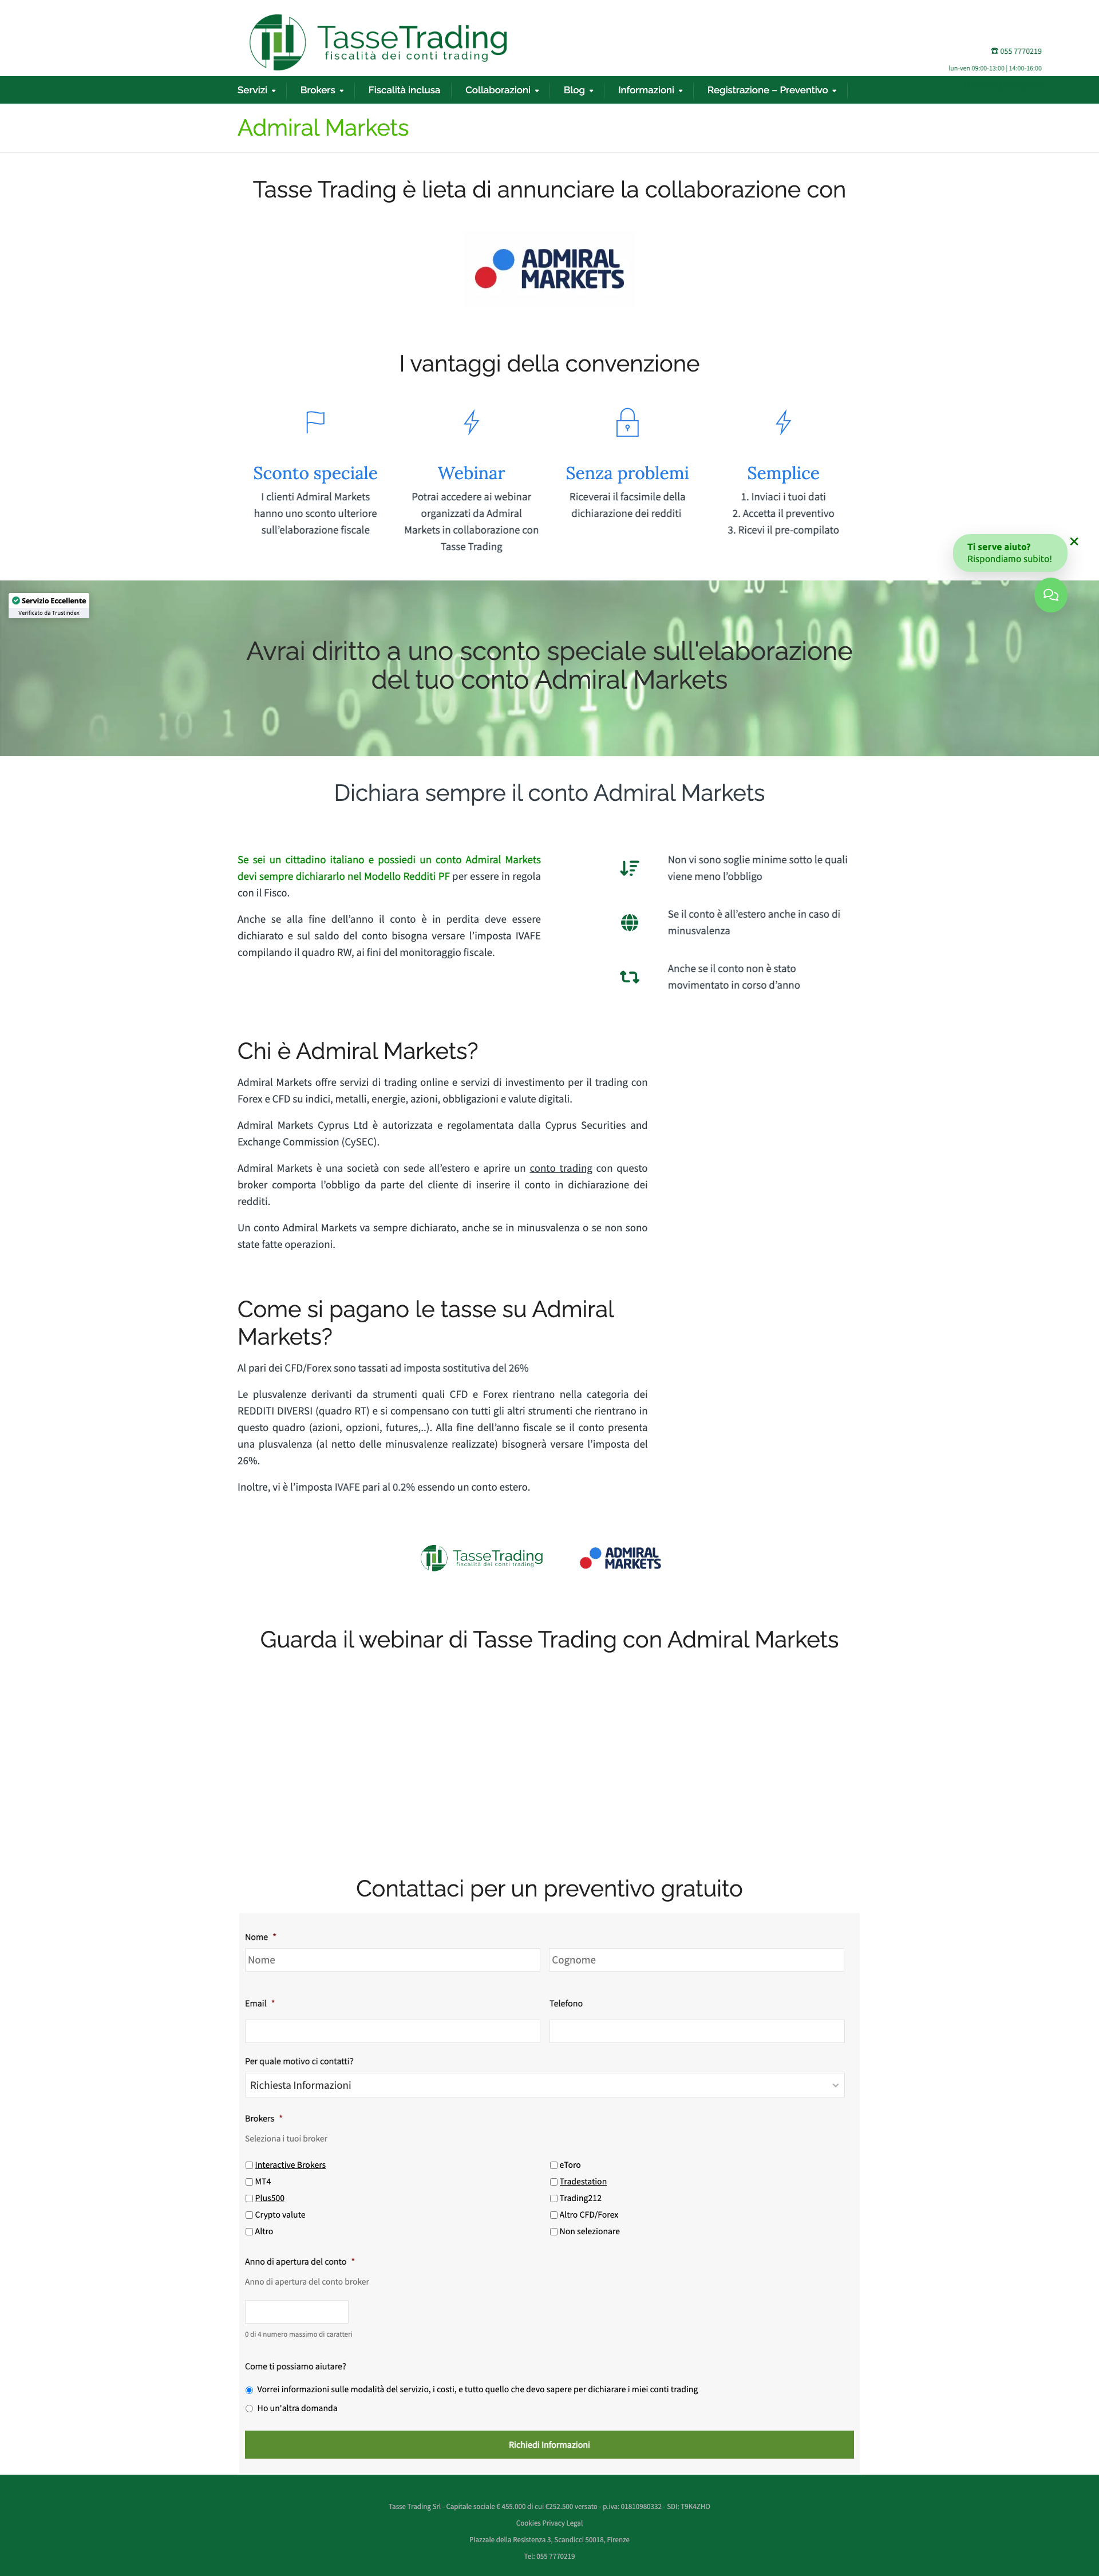 TasseTrading
fiscalità dei conti trading
☎ 055 7770219
lun-ven 09:00-13:00 | 14:00-16:00
Servizi
Brokers
Fiscalità inclusa
Collaborazioni
Blog
Informazioni
Registrazione – Preventivo
Admiral Markets
Tasse Trading è lieta di annunciare la collaborazione con
ADMIRAL
MARKETS
I vantaggi della convenzione
Sconto speciale
I clienti Admiral Markets
hanno uno sconto ulteriore
sull'elaborazione fiscale
Webinar
Potrai accedere ai webinar
organizzati da Admiral
Markets in collaborazione con
Tasse Trading
Senza problemi
Riceverai il facsimile della
dichiarazione dei redditi
Semplice
1. Inviaci i tuoi dati
2. Accetta il preventivo
3. Ricevi il pre-compilato
Ti serve aiuto?
Rispondiamo subito!
Servizio Eccellente
Verificato da Trustindex
Avrai diritto a uno sconto speciale sull'elaborazione
del tuo conto Admiral Markets
Dichiara sempre il conto Admiral Markets
Se sei un cittadino italiano e possiedi un conto Admiral Markets
devi sempre dichiararlo nel Modello Redditi PF per essere in regola
con il Fisco.
Anche se alla fine dell'anno il conto è in perdita deve essere
dichiarato e sul saldo del conto bisogna versare l'imposta IVAFE
compilando il quadro RW, ai fini del monitoraggio fiscale.
Non vi sono soglie minime sotto le quali
viene meno l'obbligo
Se il conto è all'estero anche in caso di
minusvalenza
Anche se il conto non è stato
movimentato in corso d'anno
Chi è Admiral Markets?
Admiral Markets offre servizi di trading online e servizi di investimento per il trading con
Forex e CFD su indici, metalli, energie, azioni, obbligazioni e valute digitali.
Admiral Markets Cyprus Ltd è autorizzata e regolamentata dalla Cyprus Securities and
Exchange Commission (CySEC).
Admiral Markets è una società con sede all'estero e aprire un conto trading con questo
broker comporta l'obbligo da parte del cliente di inserire il conto in dichiarazione dei
redditi.
Un conto Admiral Markets va sempre dichiarato, anche se in minusvalenza o se non sono
state fatte operazioni.
Come si pagano le tasse su Admiral
Markets?
Al pari dei CFD/Forex sono tassati ad imposta sostitutiva del 26%
Le plusvalenze derivanti da strumenti quali CFD e Forex rientrano nella categoria dei
REDDITI DIVERSI (quadro RT) e si compensano con tutti gli altri strumenti che rientrano in
questo quadro (azioni, opzioni, futures,..). Alla fine dell'anno fiscale se il conto presenta
una plusvalenza (al netto delle minusvalenze realizzate) bisognerà versare l'imposta del
26%.
Inoltre, vi è l'imposta IVAFE pari al 0.2% essendo un conto estero.
TasseTrading
fiscalità dei conti trading
ADMIRAL
MARKETS
Guarda il webinar di Tasse Trading con Admiral Markets
Contattaci per un preventivo gratuito
Nome *
Nome
Cognome
Email *
Telefono
Per quale motivo ci contatti?
Richiesta Informazioni
Brokers *
Seleziona i tuoi broker
Interactive Brokers
eToro
MT4
Tradestation
Plus500
Trading212
Crypto valute
Altro CFD/Forex
Altro
Non selezionare
Anno di apertura del conto *
Anno di apertura del conto broker
0 di 4 numero massimo di caratteri
Come ti possiamo aiutare?
Vorrei informazioni sulle modalità del servizio, i costi, e tutto quello che devo sapere per dichiarare i miei conti trading
Ho un'altra domanda
Richiedi Informazioni
Tasse Trading Srl - Capitale sociale € 455.000 di cui €252.500 versato - p.iva: 01810980332 - SDI: T9K4ZHO
Cookies Privacy Legal
Piazzale della Resistenza 3, Scandicci 50018, Firenze
Tel: 055 7770219